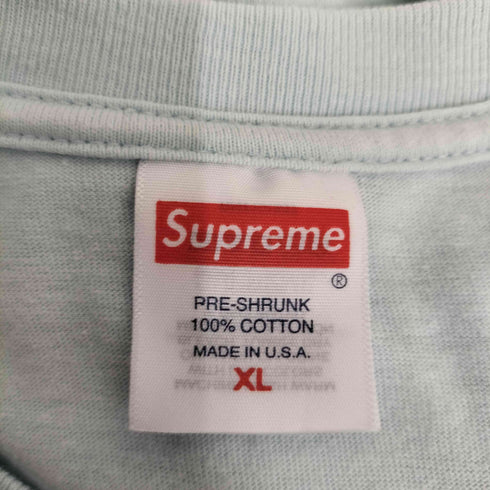 Supreme
®
PRE-SHRUNK
100% COTTON
MADE IN U.S.A.
XL